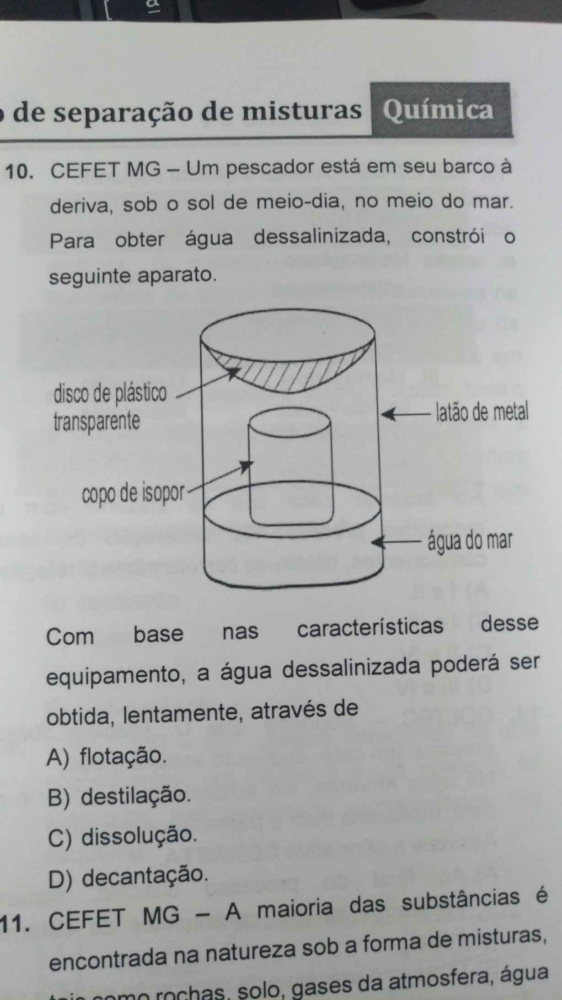 de separação de misturas Química
10. CEFET MG – Um pescador está em seu barco à
deriva, sob o sol de meio-dia, no meio do mar.
Para obter água dessalinizada, constrói o
seguinte aparato.
disco de plástico
transparente
latão de metal
copo de isopor
água do mar
Com base nas características desse
equipamento, a água dessalinizada poderá ser
obtida, lentamente, através de
A) flotação.
B) destilação.
C) dissolução.
D) decantação.
11. CEFET MG – A maioria das substâncias é
encontrada na natureza sob a forma de misturas,
tais como rochas, solo, gases da atmosfera, água